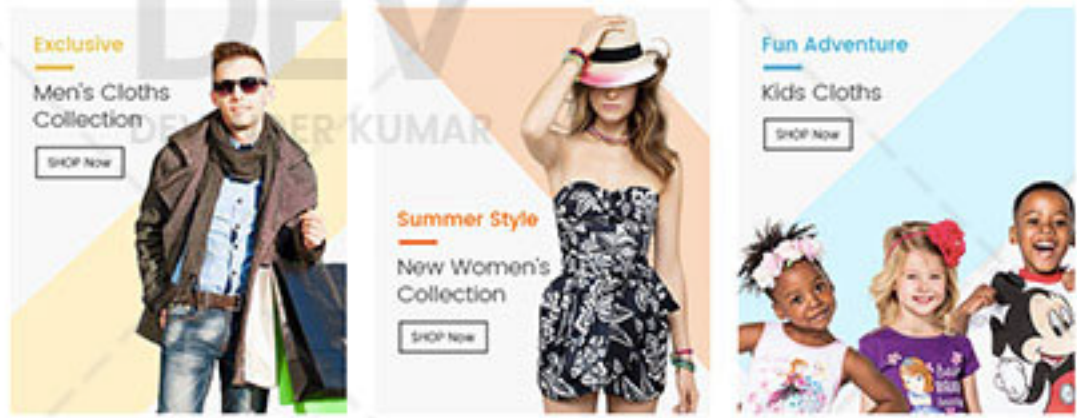 DEV
DEVENDER KUMAR
Exclusive
Men's Cloths
Collection
SHOP Now
Summer Style
New Women's
Collection
SHOP Now
Fun Adventure
Kids Cloths
SHOP Now